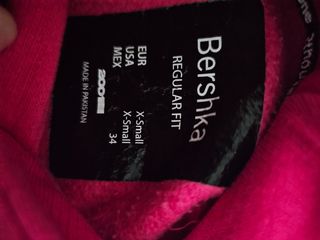 Bershka
REGULAR FIT
EUR X-Small
USA X-Small
MEX 34
MADE IN PAKISTAN